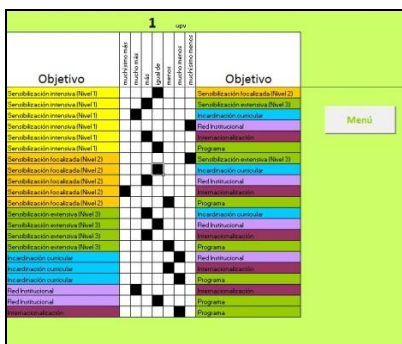 1 upv
Objetivo muchísimo más mucho más más igual de menos mucho menos muchísimo menos Objetivo
Sensibilización intensiva (Nivel 1) Sensibilización focalizada (Nivel 2)
Sensibilización intensiva (Nivel 1) Sensibilización extensiva (Nivel 3)
Sensibilización intensiva (Nivel 1) Incardinación curricular
Sensibilización intensiva (Nivel 1) Red Institucional
Sensibilización intensiva (Nivel 1) Internacionalización
Sensibilización intensiva (Nivel 1) Programa
Sensibilización focalizada (Nivel 2) Sensibilización extensiva (Nivel 3)
Sensibilización focalizada (Nivel 2) Incardinación curricular
Sensibilización focalizada (Nivel 2) Red Institucional
Sensibilización focalizada (Nivel 2) Internacionalización
Sensibilización focalizada (Nivel 2) Programa
Sensibilización extensiva (Nivel 3) Incardinación curricular
Sensibilización extensiva (Nivel 3) Red Institucional
Sensibilización extensiva (Nivel 3) Internacionalización
Sensibilización extensiva (Nivel 3) Programa
Incardinación curricular Red Institucional
Incardinación curricular Internacionalización
Incardinación curricular Programa
Red Institucional Internacionalización
Red Institucional Programa
Internacionalización Programa
Menú